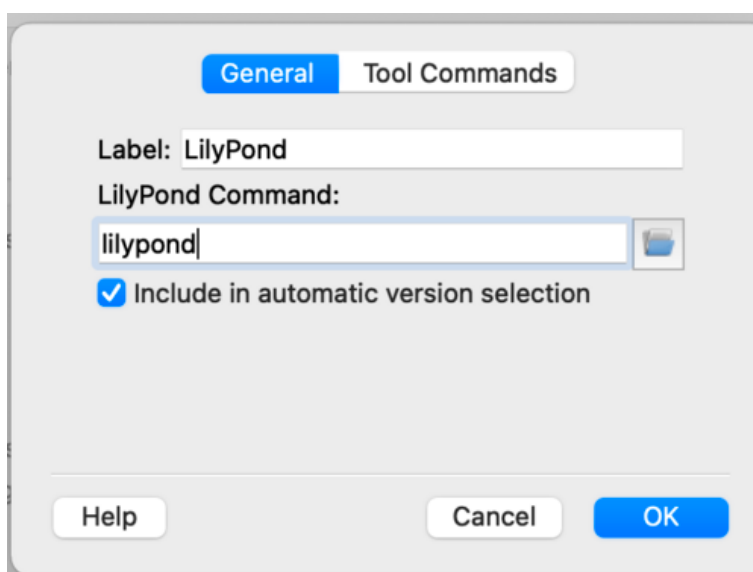 General Tool Commands
Label: LilyPond
LilyPond Command:
lilypond
Include in automatic version selection
Help Cancel OK